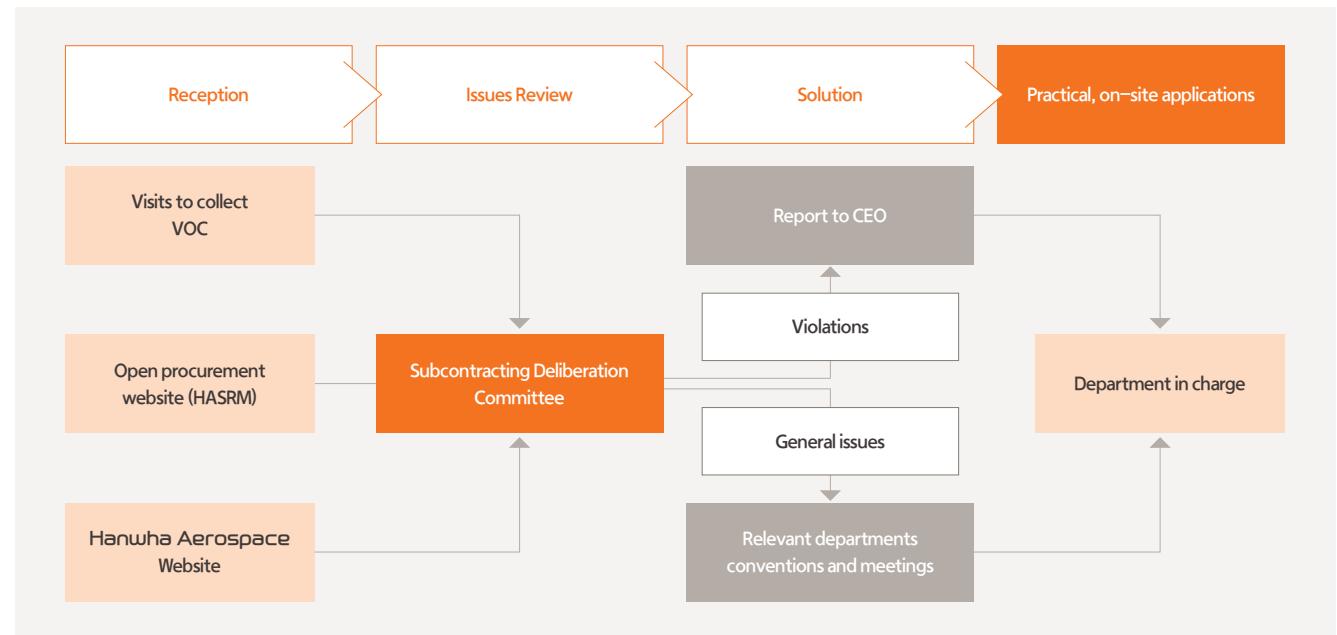 Reception
Issues Review
Solution
Practical, on-site applications
Visits to collect
VOC
Report to CEO
Violations
Open procurement
website (HASRM)
Subcontracting Deliberation
Committee
Department in charge
General issues
Hanwha Aerospace
Website
Relevant departments
conventions and meetings